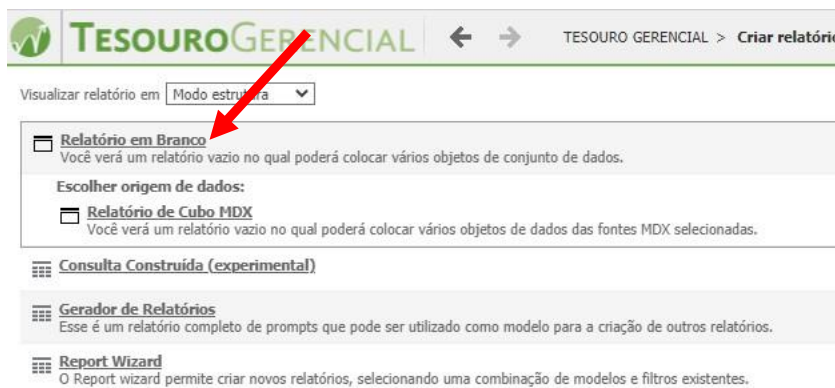 TESOUROGERENCIAL TESOURO GERENCIAL > Criar relatório
Visualizar relatório em Modo estrutura
Relatório em Branco
Você verá um relatório vazio no qual poderá colocar vários objetos de conjunto de dados.
Escolher origem de dados:
Relatório de Cubo MDX
Você verá um relatório vazio no qual poderá colocar vários objetos de dados das fontes MDX selecionadas.
Consulta Construída (experimental)
Gerador de Relatórios
Esse é um relatório completo de prompts que pode ser utilizado como modelo para a criação de outros relatórios.
Report Wizard
O Report wizard permite criar novos relatórios, selecionando uma combinação de modelos e filtros existentes.